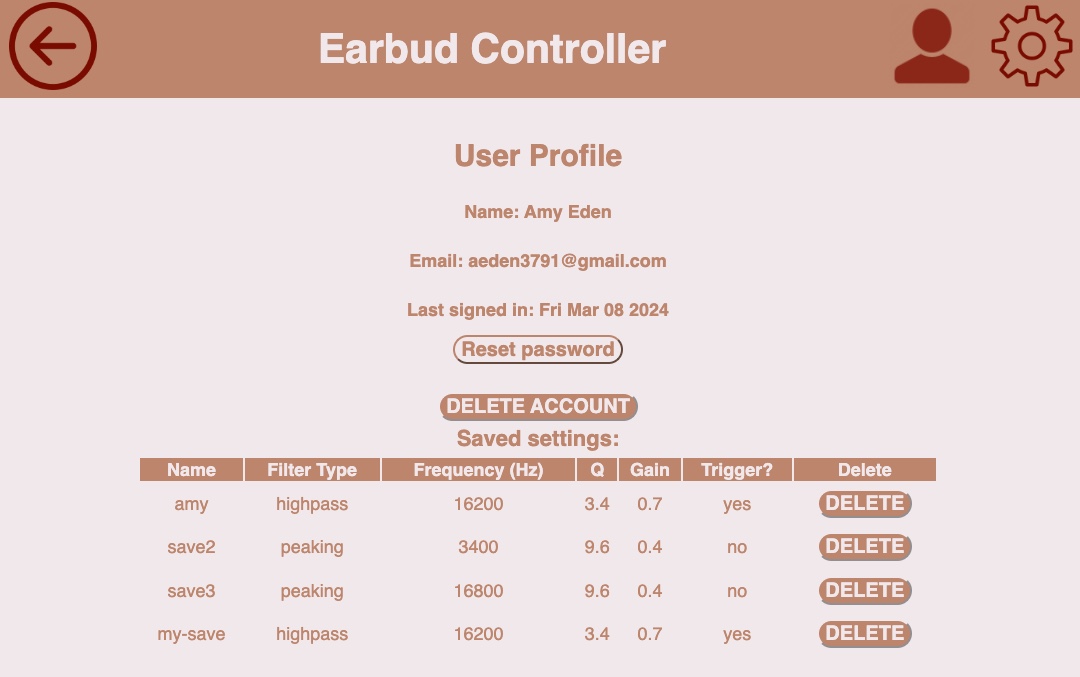 Earbud Controller
User Profile
Name: Amy Eden
Email: aeden3791@gmail.com
Last signed in: Fri Mar 08 2024
Reset password
DELETE ACCOUNT
Saved settings:
Name Filter Type Frequency (Hz) Q Gain Trigger? Delete
amy highpass 16200 3.4 0.7 yes DELETE
save2 peaking 3400 9.6 0.4 no DELETE
save3 peaking 16800 9.6 0.4 no DELETE
my-save highpass 16200 3.4 0.7 yes DELETE